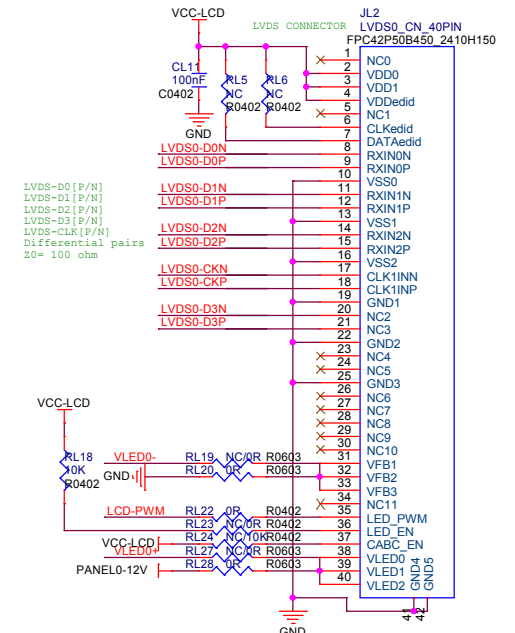 VCC-LCD
LVDS CONNECTOR
JL2
LVDS0_CN_40PIN
FPC42P50B450_2410H150
CL11
100nF
C0402
GND
RL5
NC
R0402
RL6
NC
R0402
1 NC0
2 VDD0
3 VDD1
4 VDDedid
5 NC1
6 CLKedid
7 DATAedid
LVDS0-D0N 8 RXIN0N
LVDS0-D0P 9 RXIN0P
10 VSS0
LVDS0-D1N 11 RXIN1N
LVDS0-D1P 12 RXIN1P
13 VSS1
LVDS0-D2N 14 RXIN2N
LVDS0-D2P 15 RXIN2P
16 VSS2
LVDS0-CKN 17 CLK1INN
LVDS0-CKP 18 CLK1INP
19 GND1
LVDS0-D3N 20 NC2
LVDS0-D3P 21 NC3
22 GND2
23 NC4
24 NC5
25 GND3
26 NC6
27 NC7
28 NC8
29 NC9
30 NC10
LVDS-D0[P/N]
LVDS-D1[P/N]
LVDS-D2[P/N]
LVDS-D3[P/N]
LVDS-CLK[P/N]
Differential pairs
Z0= 100 ohm
VCC-LCD
RL18
10K
R0402
VLED0- RL19 NC/0R R0603 31 VFB1
GND RL20 0R R0603 32 VFB2
33 VFB3
34 NC11
LCD-PWM RL22 0R R0402 35 LED_PWM
RL23 NC/0R R0402 36 LED_EN
VCC-LCD RL24 NC/10K R0402 37 CABC_EN
VLED0+ RL27 NC/0R R0603 38 VLED0
PANEL0-12V RL28 0R R0603 39 VLED1
40 VLED2
41 GND4
42 GND5
GND